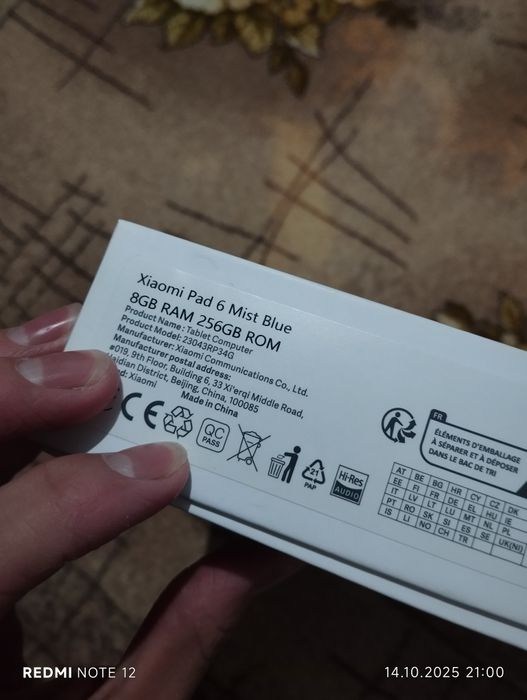 Xiaomi Pad 6 Mist Blue
8GB RAM 256GB ROM
Product Name: Tablet Computer
Product Model: 23043RP34G
Manufacturer: Xiaomi Communications Co., Ltd.
Manufacturer postal address:
#019, 9th Floor, Building 6, 33 Xi'erqi Middle Road,
Haidian District, Beijing, China, 100085
Xiaomi
Made in China
CE
QC
PASS
21
PAP
Hi-Res
AUDIO
FR
ÉLÉMENTS D'EMBALLAGE
À SÉPARER ET À DÉPOSER
DANS LE BAC DE TRI
AT BE BG HR CY CZ DK
EE FI FR DE EL HU IE
IT LV LT LU MT NL PL
PT RO SK SI ES SE UK(NI)
IS LI NO CH TR
REDMI NOTE 12
14.10.2025 21:00